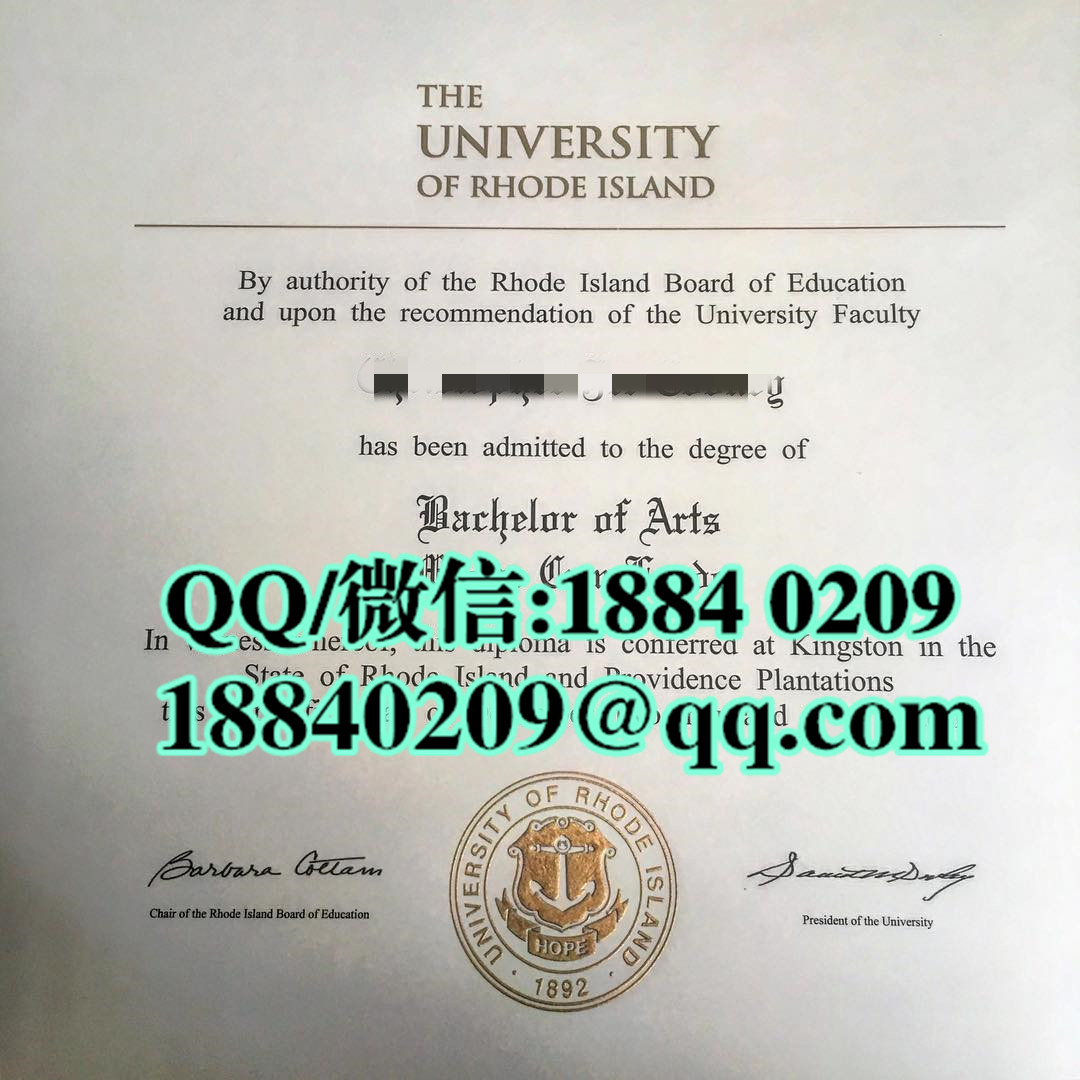 THE
UNIVERSITY
OF RHODE ISLAND
By authority of the Rhode Island Board of Education
and upon the recommendation of the University Faculty
has been admitted to the degree of
Bachelor of Arts
QQ/微信:1884 0209
In diploma is conferred at Kingston in the
State of Rhode Island and Providence Plantations
18840209@qq.com
UNIVERSITY OF RHODE ISLAND
HOPE
1892
Barbara Cottam
Chair of the Rhode Island Board of Education
President of the University